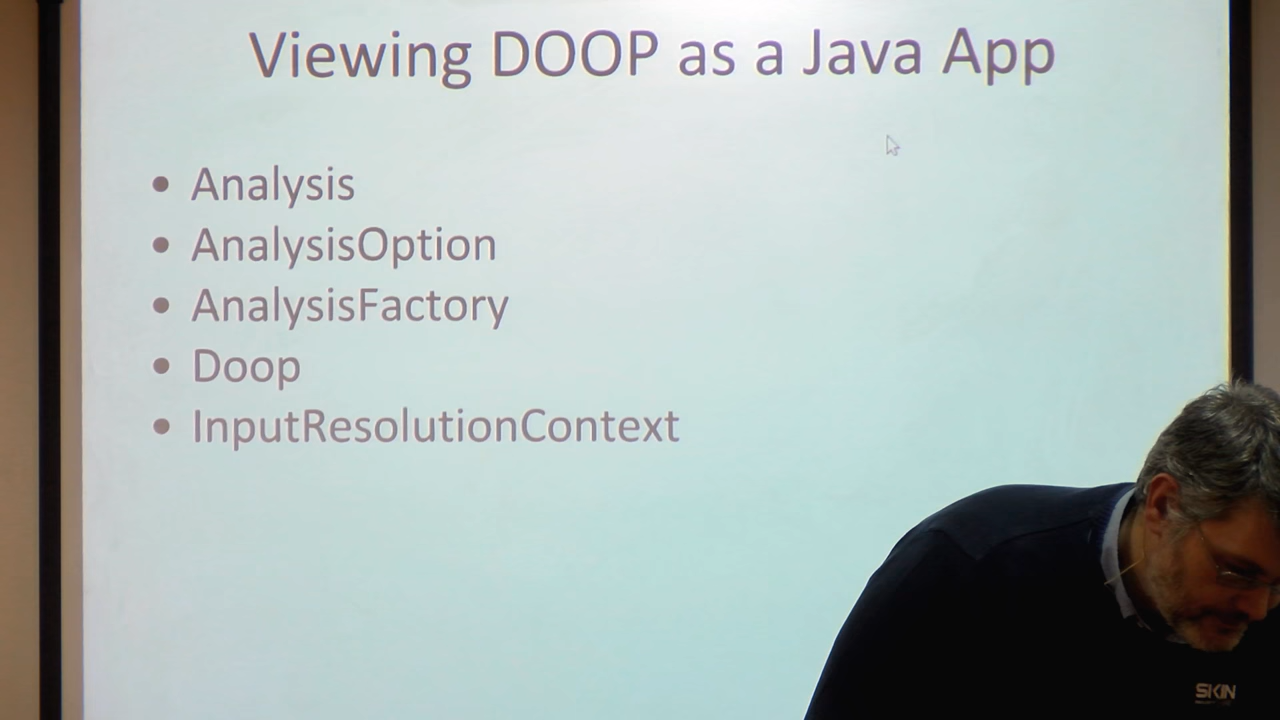 Viewing DOOP as a Java App
• Analysis
• AnalysisOption
• AnalysisFactory
• Doop
• InputResolutionContext
SKIN